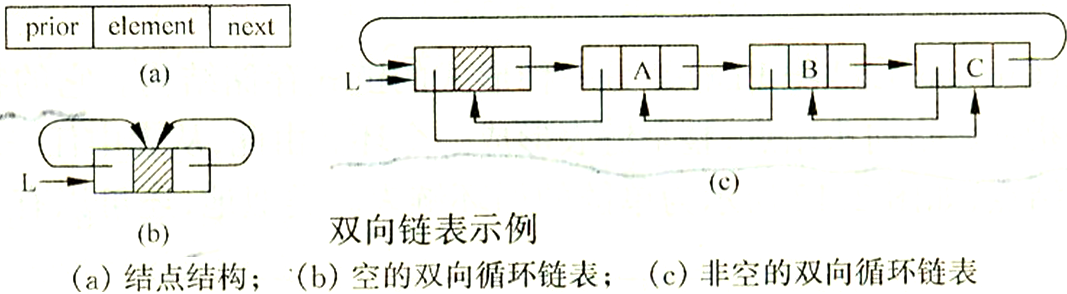 prior element next
(a)
L A B C
(c)
L
(b)
双向链表示例
(a) 结点结构； (b) 空的双向循环链表； (c) 非空的双向循环链表